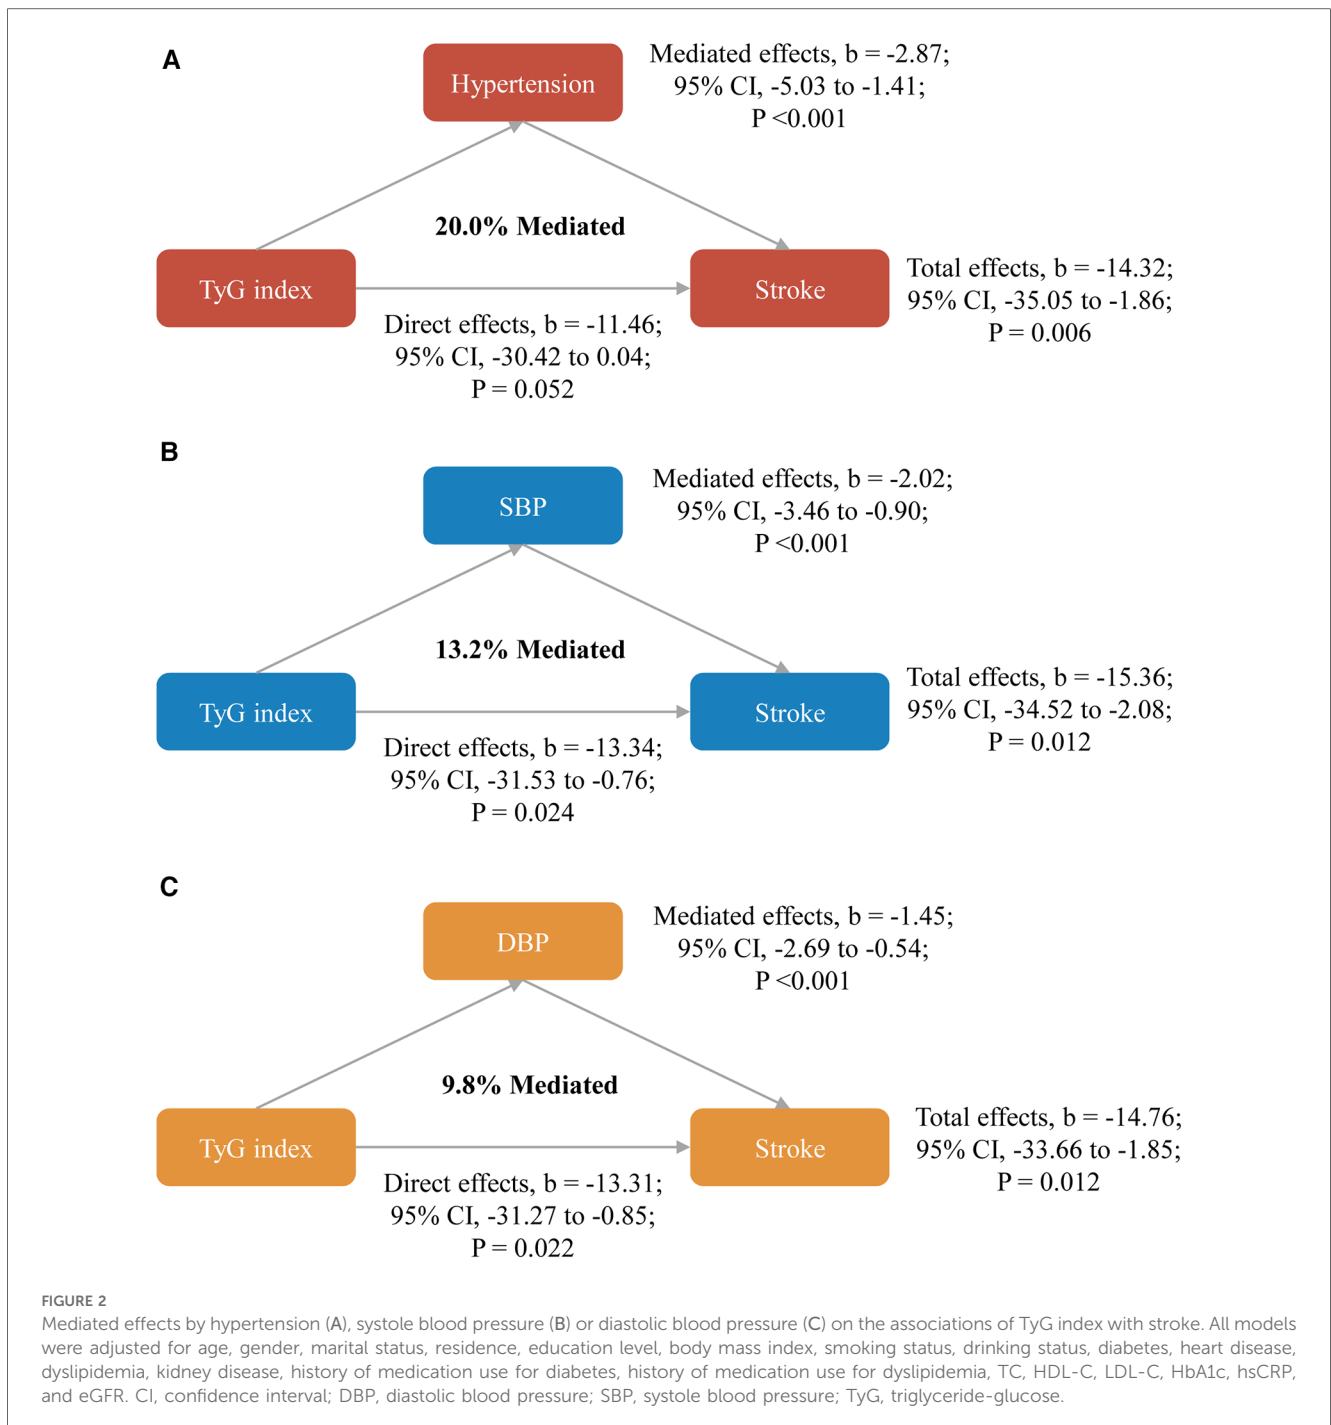 A
Hypertension
Mediated effects, b = -2.87;
95% CI, -5.03 to -1.41;
P <0.001
20.0% Mediated
TyG index
Stroke
Total effects, b = -14.32;
95% CI, -35.05 to -1.86;
P = 0.006
Direct effects, b = -11.46;
95% CI, -30.42 to 0.04;
P = 0.052
B
SBP
Mediated effects, b = -2.02;
95% CI, -3.46 to -0.90;
P <0.001
13.2% Mediated
TyG index
Stroke
Total effects, b = -15.36;
95% CI, -34.52 to -2.08;
P = 0.012
Direct effects, b = -13.34;
95% CI, -31.53 to -0.76;
P = 0.024
C
DBP
Mediated effects, b = -1.45;
95% CI, -2.69 to -0.54;
P <0.001
9.8% Mediated
TyG index
Stroke
Total effects, b = -14.76;
95% CI, -33.66 to -1.85;
P = 0.012
Direct effects, b = -13.31;
95% CI, -31.27 to -0.85;
P = 0.022
FIGURE 2
Mediated effects by hypertension (A), systole blood pressure (B) or diastolic blood pressure (C) on the associations of TyG index with stroke. All models
were adjusted for age, gender, marital status, residence, education level, body mass index, smoking status, drinking status, diabetes, heart disease,
dyslipidemia, kidney disease, history of medication use for diabetes, history of medication use for dyslipidemia, TC, HDL-C, LDL-C, HbA1c, hsCRP,
and eGFR. CI, confidence interval; DBP, diastolic blood pressure; SBP, systole blood pressure; TyG, triglyceride-glucose.